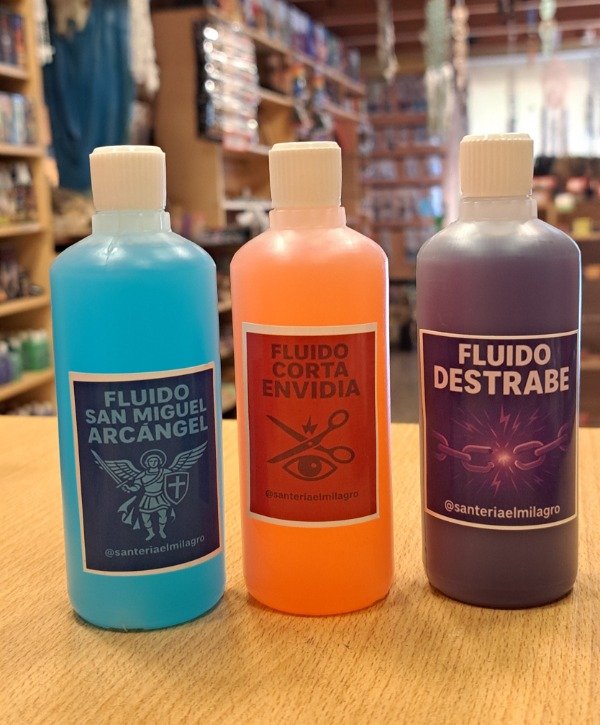 FLUIDO
SAN MIGUEL
ARCÁNGEL
@santeriaelmilagro
FLUIDO
CORTA
ENVIDIA
@santeriaelmilagro
FLUIDO
DESTRABE
@santeriaelmilagro